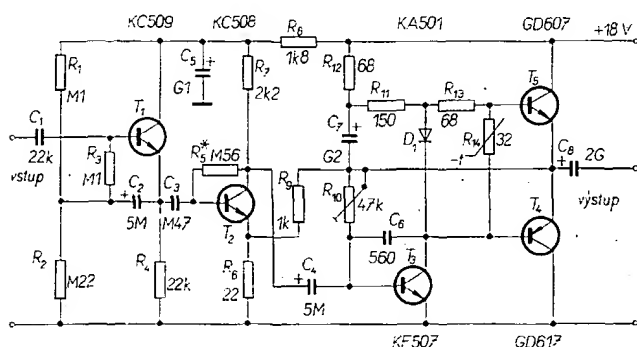 KC509 KC508 KA501 GD607
+18 V
R₈
1k8
R₁
M1
C₅ +
G1
R₇
2k2
R₁₂
68
R₁₁
150
R₁₃
68
T₅
C₁
22k
vstup
T₁
R₃
M1
C₇ +
G2
D₁
R₁₄
32
-t
C₈
+ 2G
výstup
R₅* M56
+ C₂
5M
C₃
M47
T₂
R₉
1k
R₁₀
47k
C₆
560
T₄
R₂
M22
R₄
22k
R₆
22
+ C₄
5M
T₃
KF507 GD617